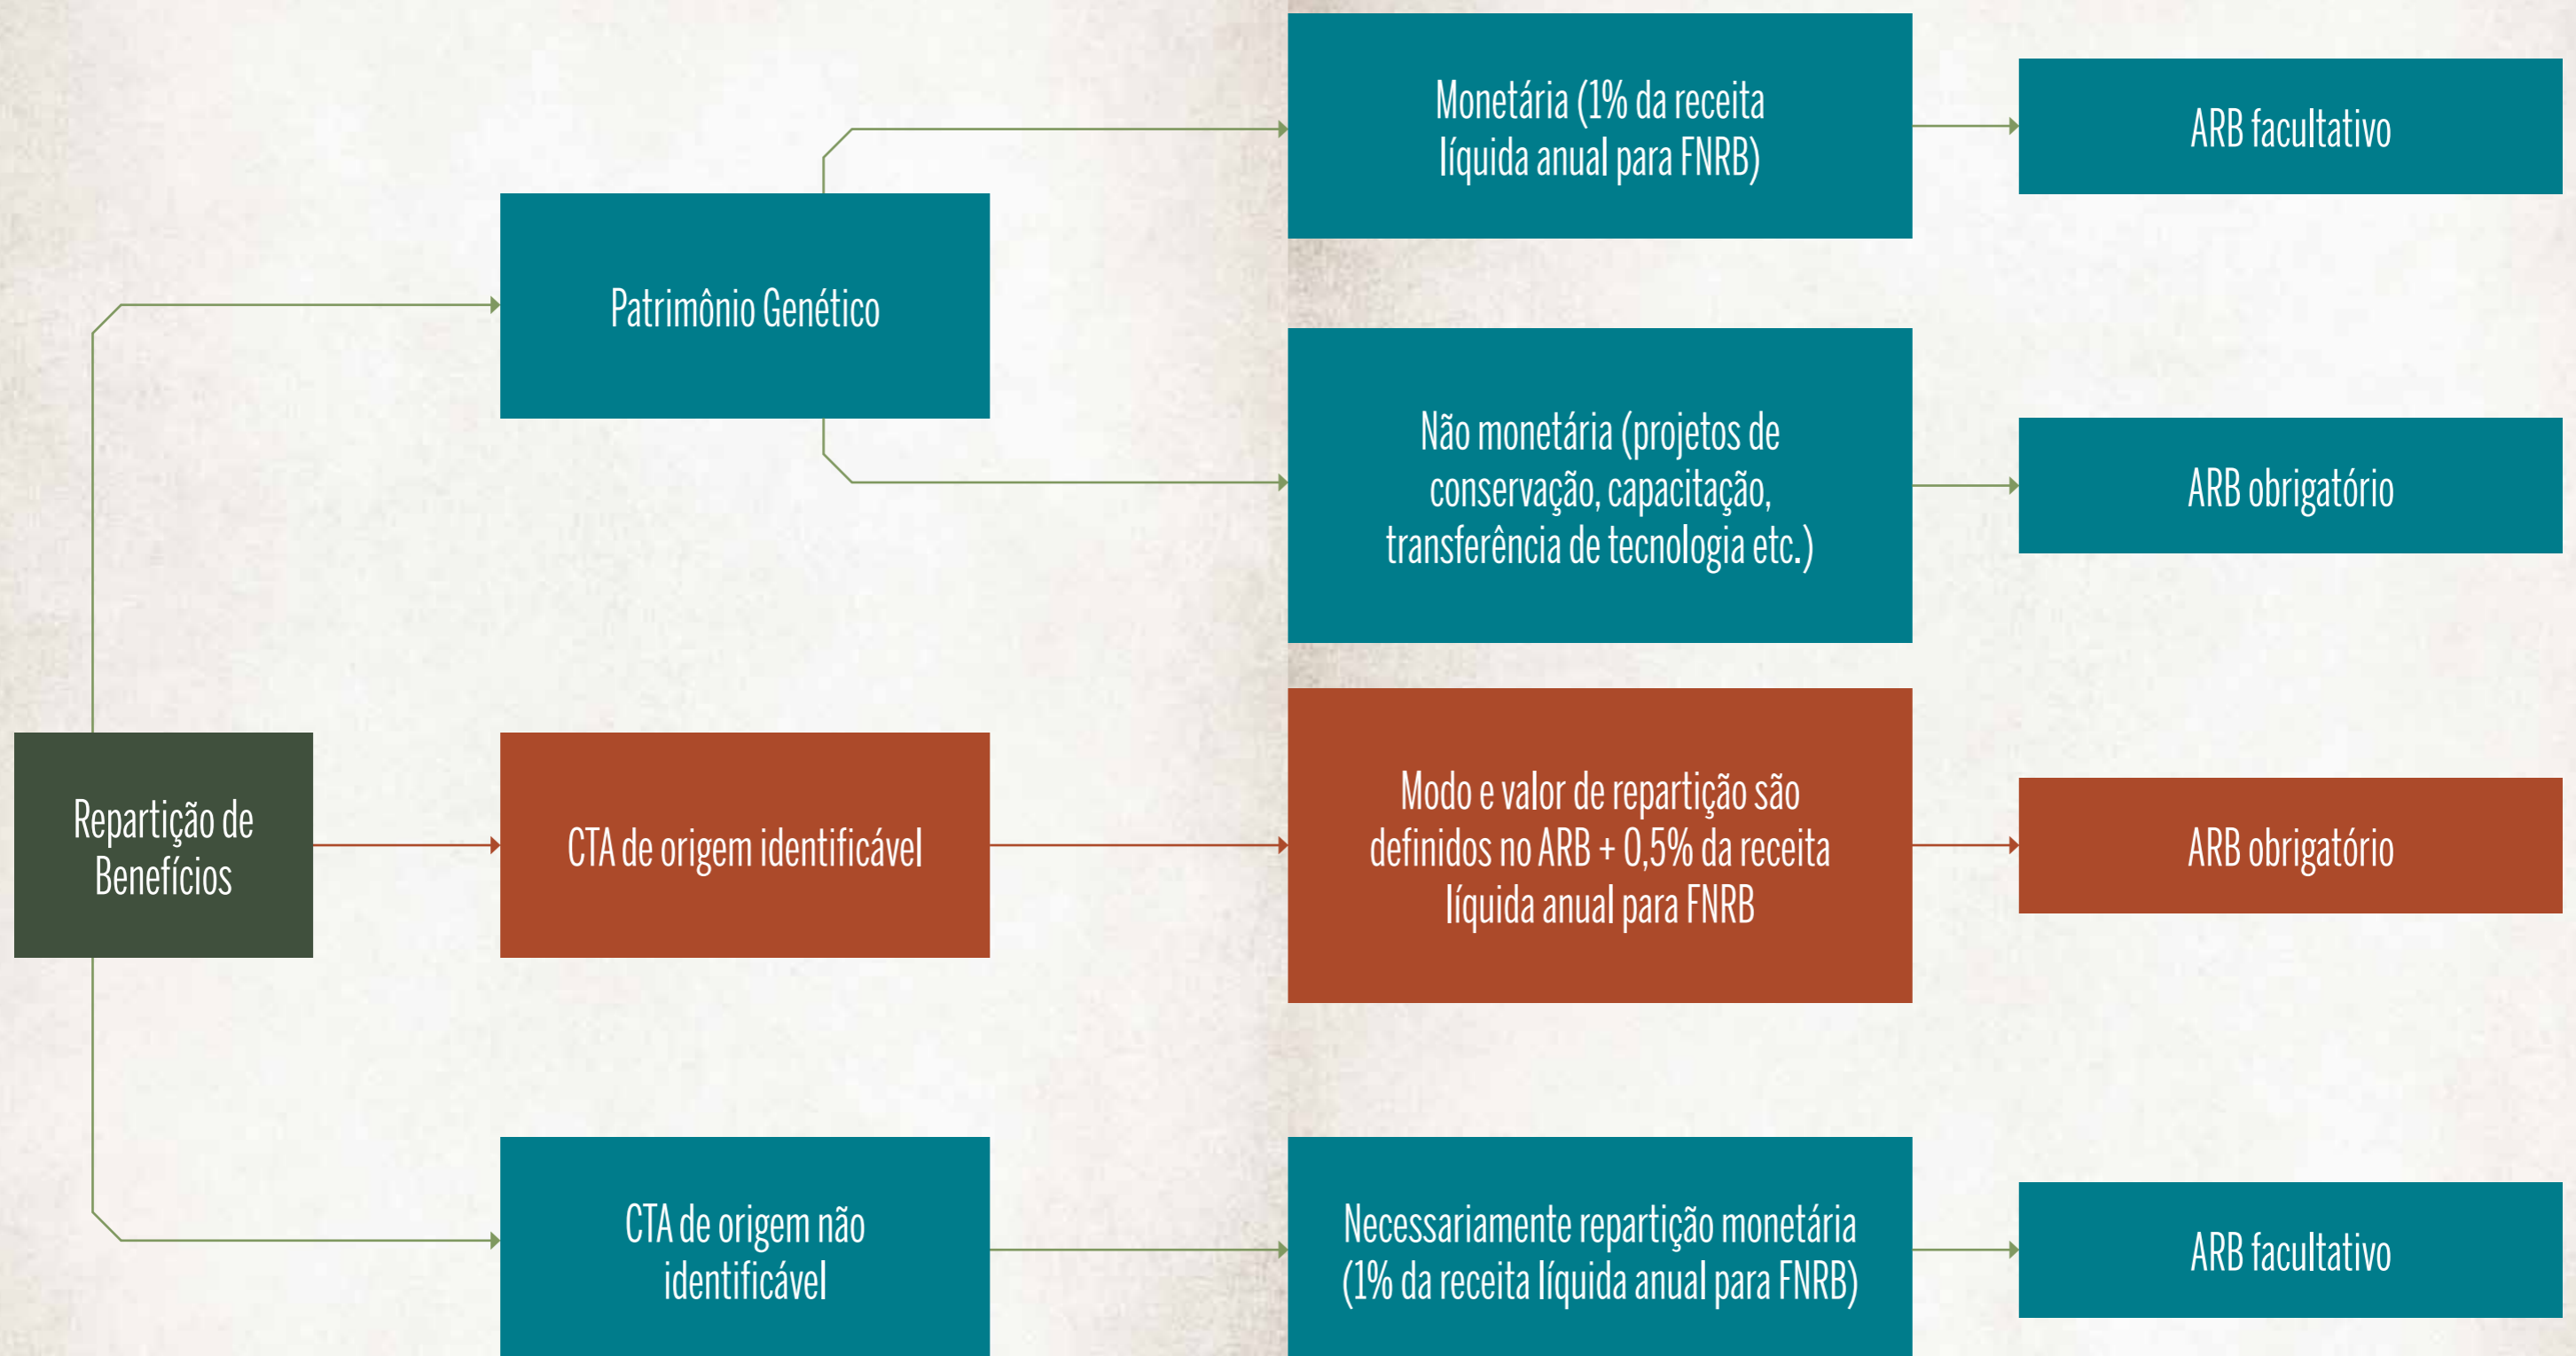 Monetária (1% da receita
líquida anual para FNRB)
ARB facultativo
Patrimônio Genético
Não monetária (projetos de
conservação, capacitação,
transferência de tecnologia etc.)
ARB obrigatório
Repartição de
Benefícios
CTA de origem identificável
Modo e valor de repartição são
definidos no ARB + 0,5% da receita
líquida anual para FNRB
ARB obrigatório
CTA de origem não
identificável
Necessariamente repartição monetária
(1% da receita líquida anual para FNRB)
ARB facultativo